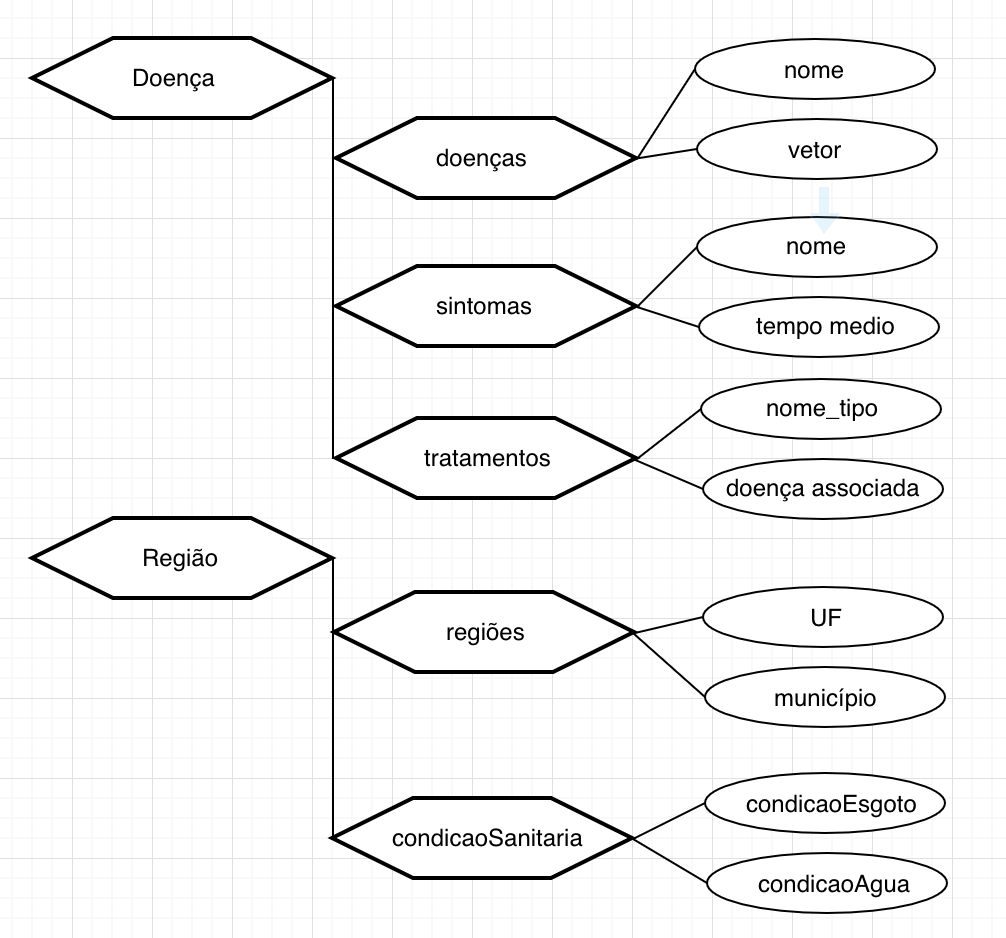 Doença
doenças
nome
vetor
sintomas
nome
tempo medio
tratamentos
nome_tipo
doença associada
Região
regiões
UF
município
condicaoSanitaria
condicaoEsgoto
condicaoAgua